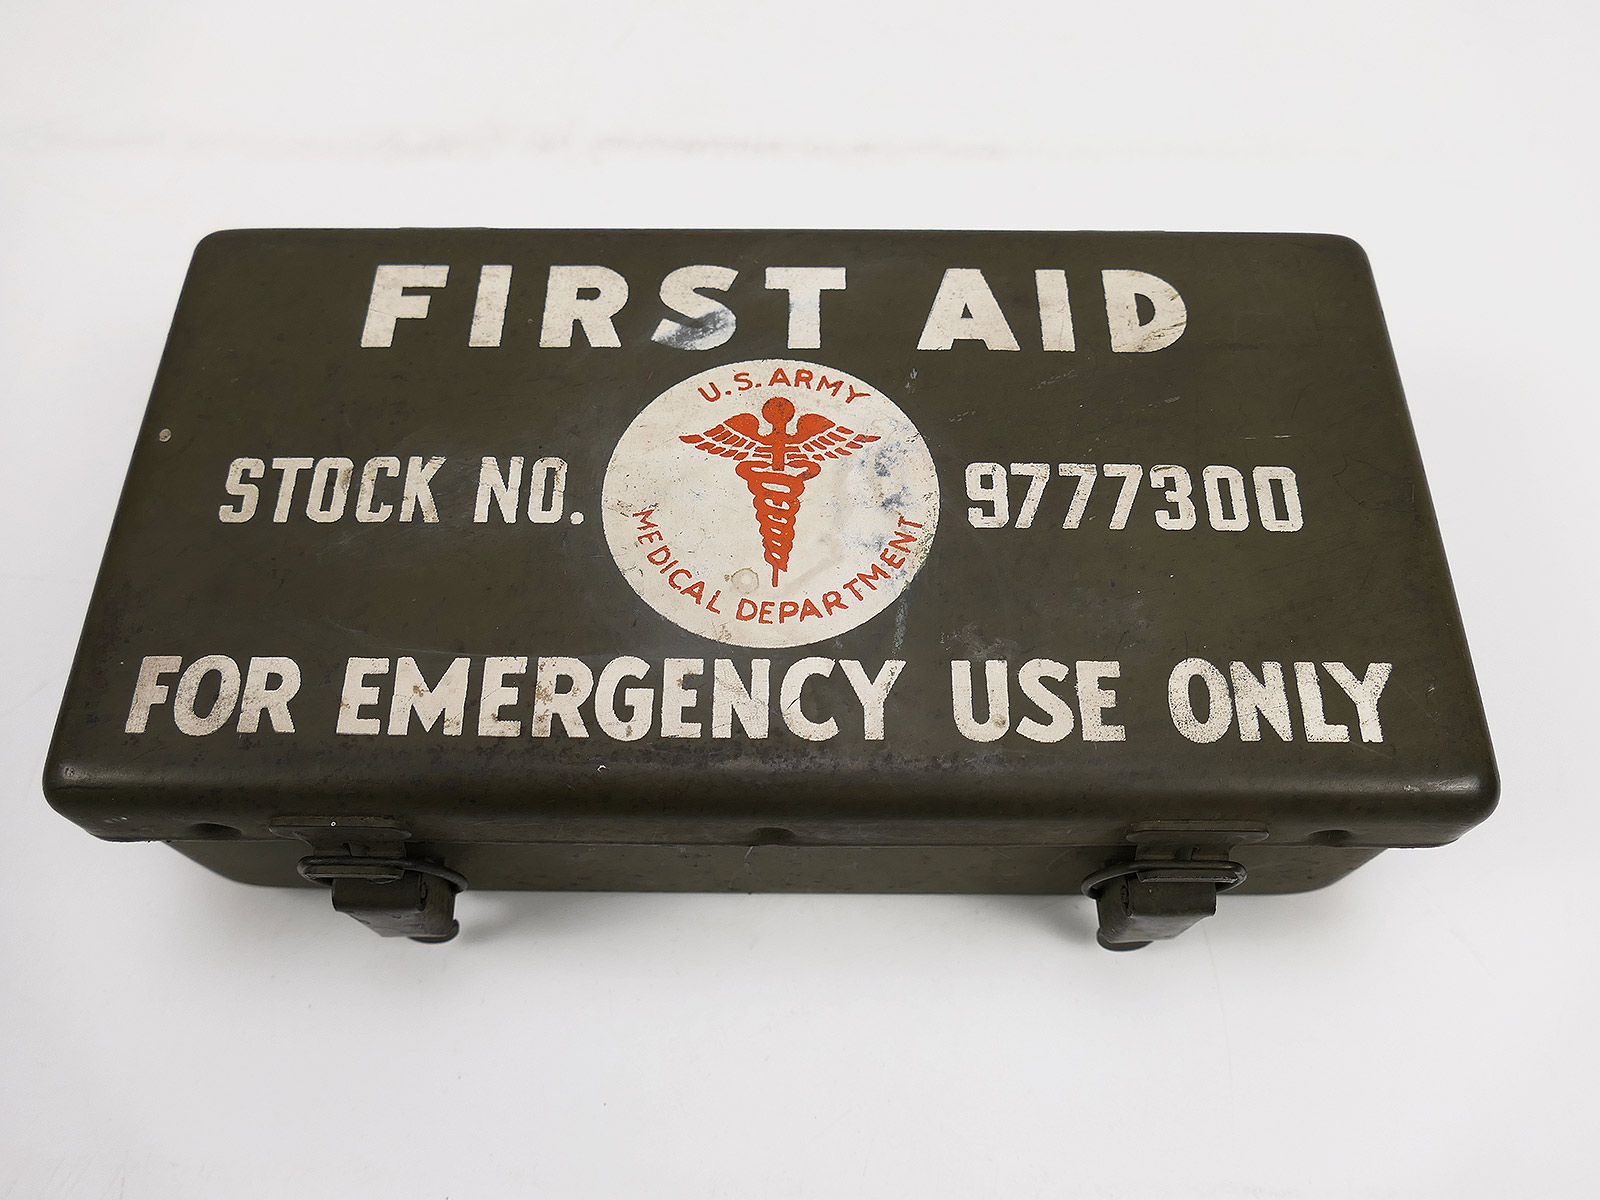 FIRST AID
U.S. ARMY
STOCK NO. 9777300
MEDICAL DEPARTMENT
FOR EMERGENCY USE ONLY